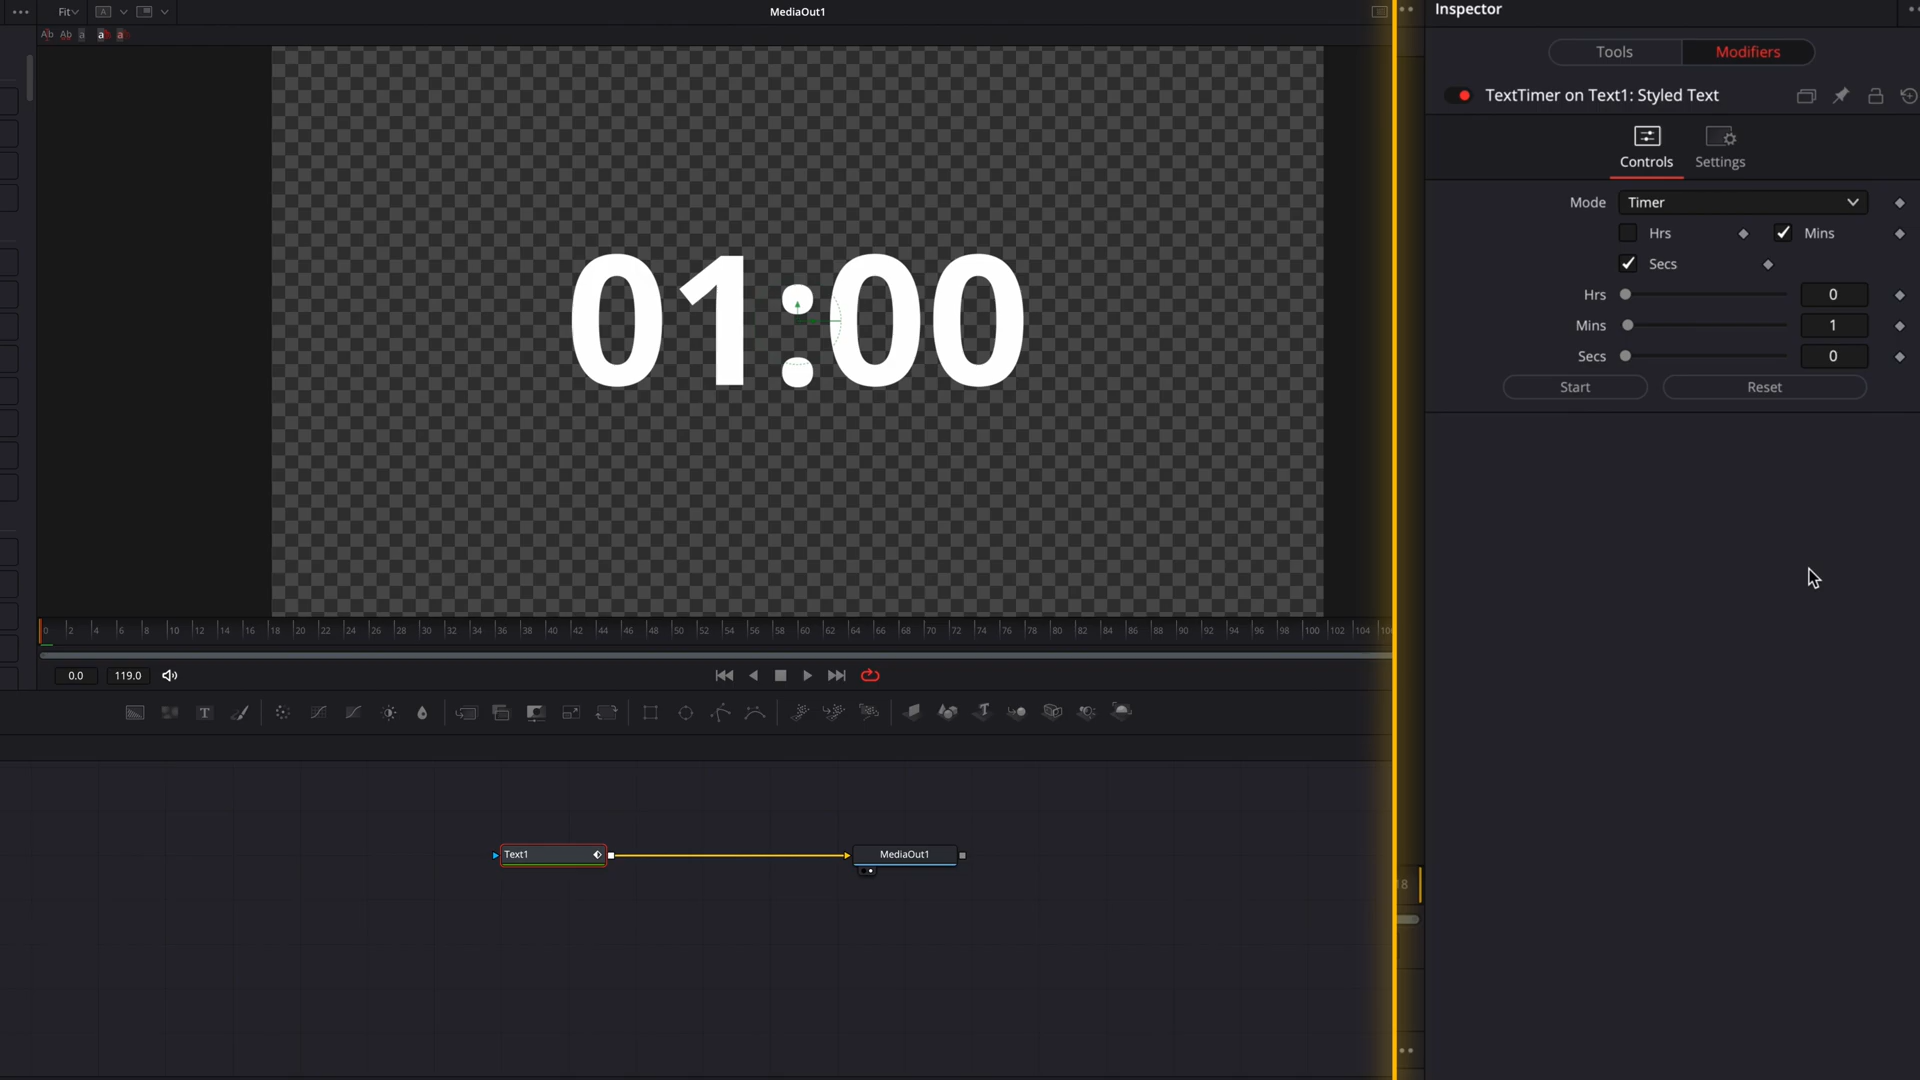 Fit
A
MediaOut1
Ab Ab a a a
01:00
0 2 4 6 8 10 12 14 16 18 20 22 24 26 28 30 32 34 36 38 40 42 44 46 48 50 52 54 56 58 60 62 64 66 68 70 72 74 76 78 80 82 84 86 88 90 92 94 96 98 100 102 104
0.0 119.0
T
Text1
MediaOut1
Inspector
Tools
Modifiers
TextTimer on Text1: Styled Text
Controls
Settings
Mode Timer
Hrs Mins
Secs
Hrs 0
Mins 1
Secs 0
Start Reset